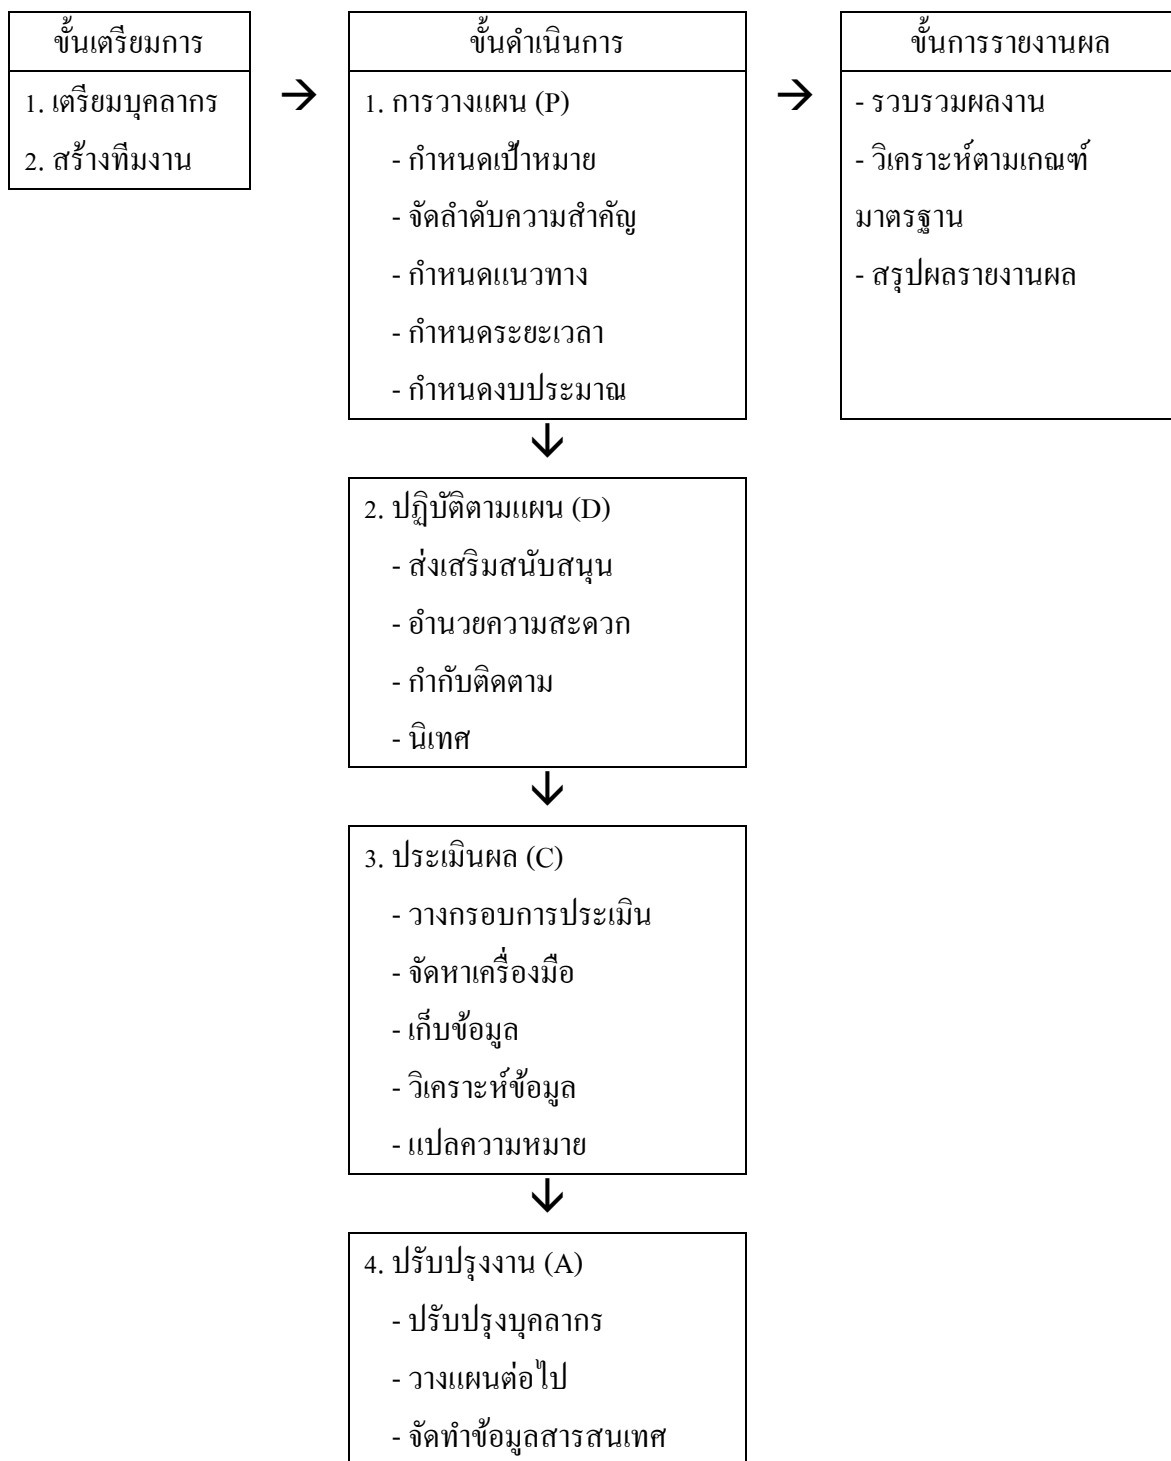 ขั้นเตรียมการ
1. เตรียมบุคลากร
2. สร้างทีมงาน
→
ขั้นดำเนินการ
1. การวางแผน (P)
- กำหนดเป้าหมาย
- จัดลำดับความสำคัญ
- กำหนดแนวทาง
- กำหนดระยะเวลา
- กำหนดงบประมาณ
→
ขั้นการรายงานผล
- รวบรวมผลงาน
- วิเคราะห์ตามเกณฑ์
มาตรฐาน
- สรุปผลรายงานผล
↓
2. ปฏิบัติตามแผน (D)
- ส่งเสริมสนับสนุน
- อำนวยความสะดวก
- กำกับติดตาม
- นิเทศ
↓
3. ประเมินผล (C)
- วางกรอบการประเมิน
- จัดหาเครื่องมือ
- เก็บข้อมูล
- วิเคราะห์ข้อมูล
- แปลความหมาย
↓
4. ปรับปรุงงาน (A)
- ปรับปรุงบุคลากร
- วางแผนต่อไป
- จัดทำข้อมูลสารสนเทศ